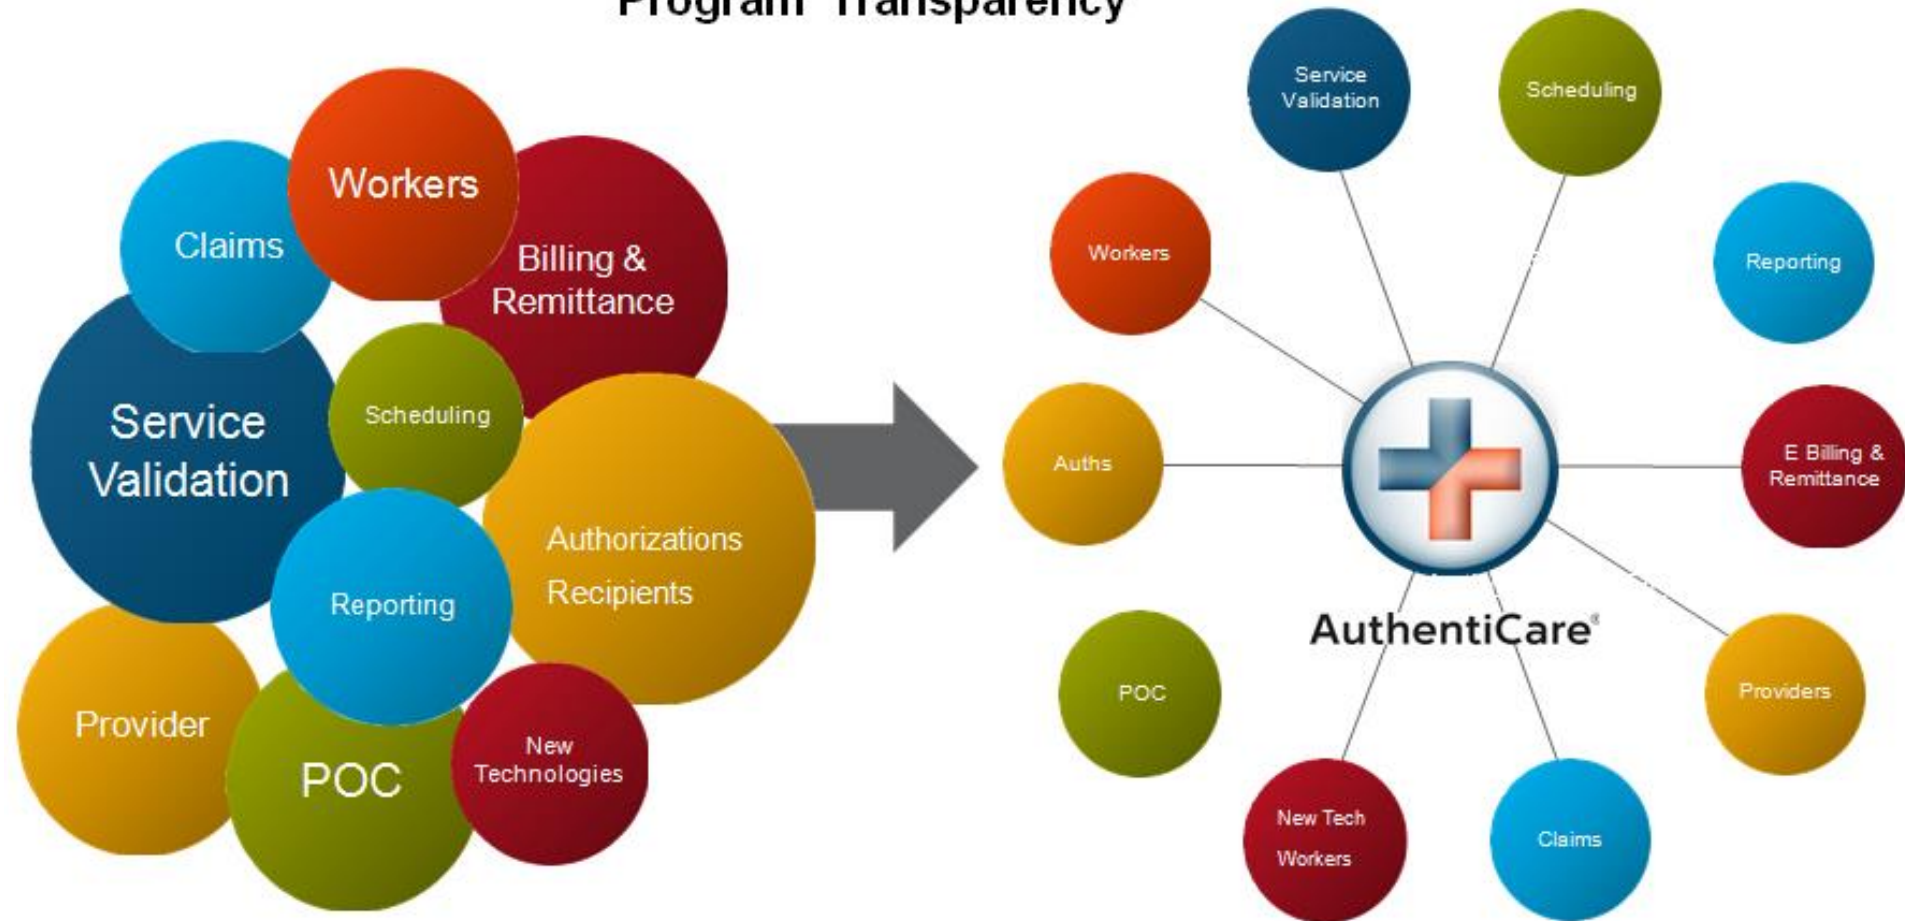 Program Transparency
Workers
Claims
Billing &
Remittance
Scheduling
Service
Validation
Authorizations
Recipients
Reporting
Provider
New
Technologies
POC
Service
Validation
Scheduling
Workers
Reporting
Auths
E Billing &
Remittance
AuthentiCare®
POC
Providers
New Tech
Workers
Claims